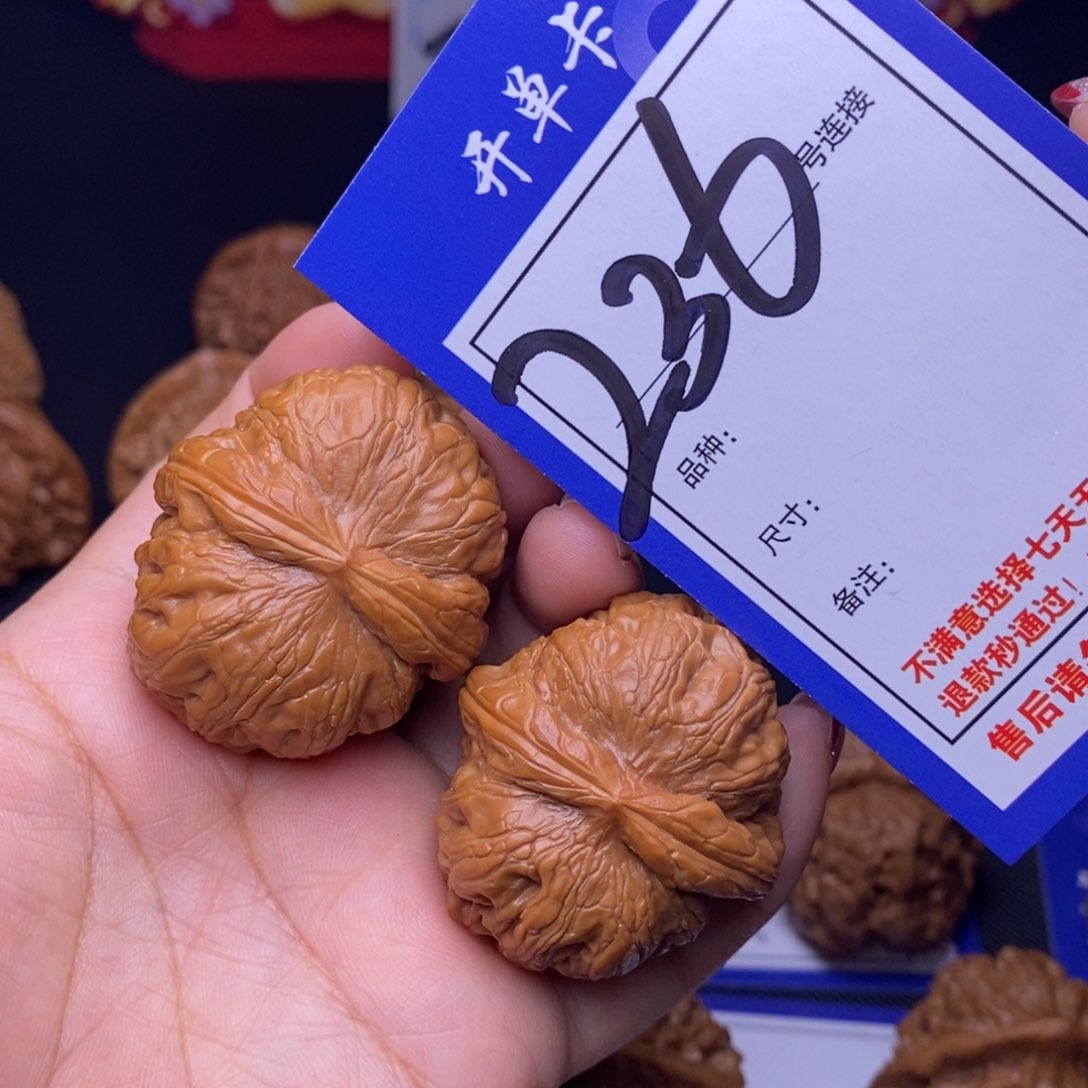 开单卡
号连接
236
品种:
尺寸:
备注:
不满意选择七天无
退款秒通过!
售后请